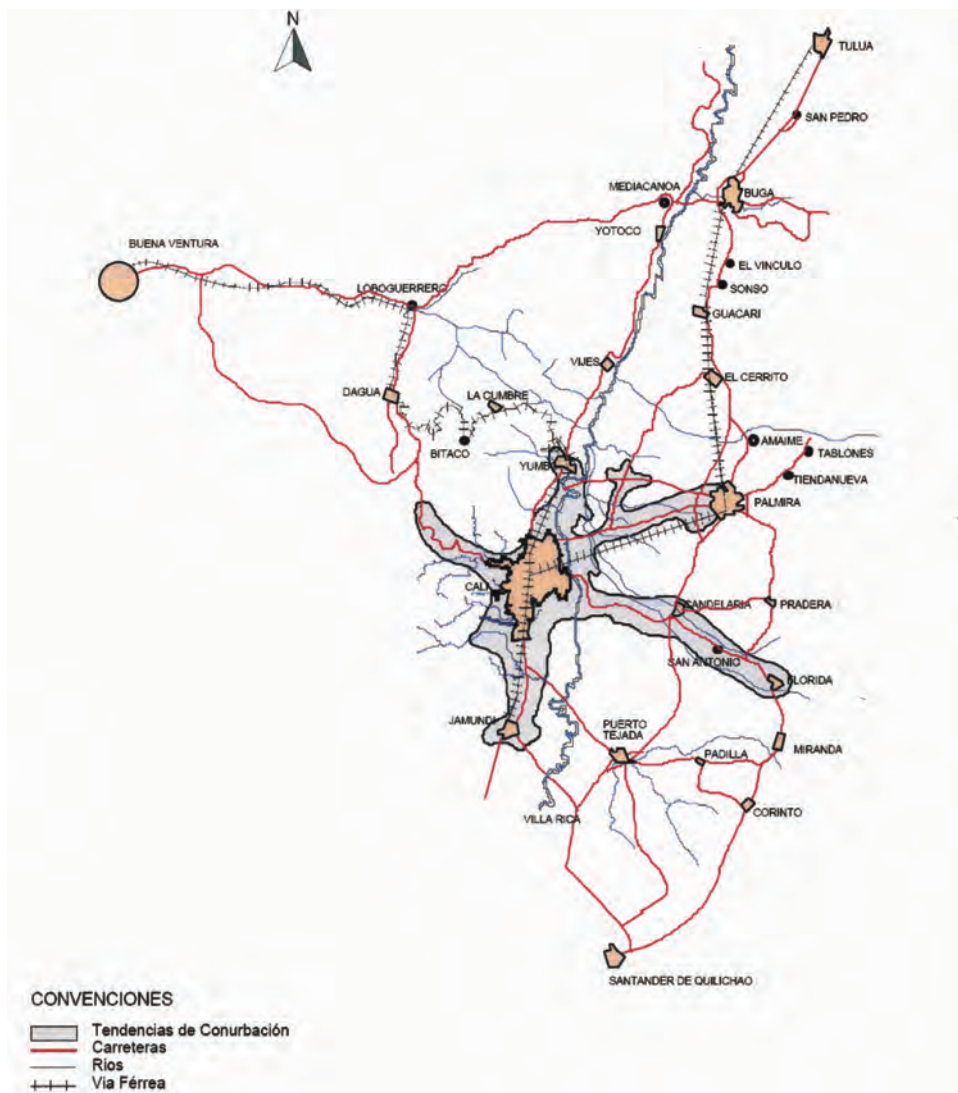 N
TULUA
SAN PEDRO
MEDIACANOA
BUGA
YOTOCO
BUENA VENTURA
EL VINCULO
LOBOGUERRERO
SONSO
GUACARI
VIJES
EL CERRITO
DAGUA
LA CUMBRE
AMAIME
BITACO
TABLONES
YUMBO
TIENDANUEVA
PALMIRA
CALI
CANDELARIA
PRADERA
SAN ANTONIO
FLORIDA
JAMUNDI
PUERTO
TEJADA
MIRANDA
PADILLA
VILLA RICA
CORINTO
SANTANDER DE QUILICHAO
CONVENCIONES
Tendencias de Conurbación
Carreteras
Ríos
Via Férrea